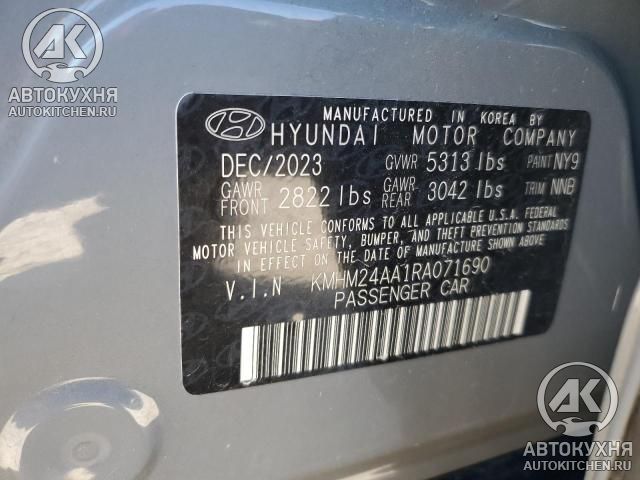 AK
АВТОКУХНЯ
AUTOKITCHEN.RU
MANUFACTURED IN KOREA BY
HYUNDAI MOTOR COMPANY
DEC/2023 GVWR 5313 lbs PAINT NY9
GAWR FRONT 2822 lbs GAWR REAR 3042 lbs TRIM NNB
THIS VEHICLE CONFORMS TO ALL APPLICABLE U.S.A. FEDERAL
MOTOR VEHICLE SAFETY, BUMPER, AND THEFT PREVENTION STANDARDS
IN EFFECT ON THE DATE OF MANUFACTURE SHOWN ABOVE.
V.I.N KMHM24AA1RA071690
PASSENGER CAR
AK
АВТОКУХНЯ
AUTOKITCHEN.RU